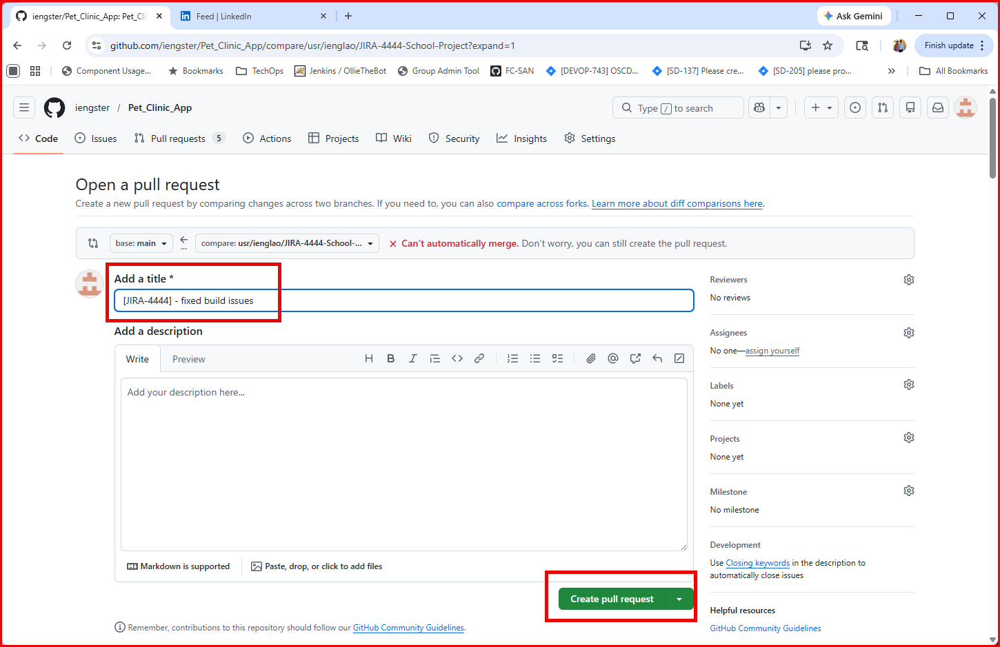 iengster/Pet_Clinic_App: Pet_Cli
Feed | LinkedIn
Ask Gemini
github.com/iengster/Pet_Clinic_App/compare/usr/ienglao/JIRA-4444-School-Project?expand=1
Finish update
Component Usage...
Bookmarks
TechOps
Jenkins / OllieTheBot
Group Admin Tool
FC-SAN
[DEVOP-743] OSCD...
[SD-137] Please cre...
[SD-205] please pro...
All Bookmarks
iengster / Pet_Clinic_App
Type / to search
Code
Issues
Pull requests 5
Actions
Projects
Wiki
Security
Insights
Settings
Open a pull request
Create a new pull request by comparing changes across two branches. If you need to, you can also compare across forks. Learn more about diff comparisons here.
base: main
...
compare: usr/ienglao/JIRA-4444-School-...
Can't automatically merge. Don't worry, you can still create the pull request.
Add a title *
[JIRA-4444] - fixed build issues
Add a description
Write
Preview
Add your description here...
Markdown is supported
Paste, drop, or click to add files
Create pull request
Remember, contributions to this repository should follow our GitHub Community Guidelines.
Reviewers
No reviews
Assignees
No one—assign yourself
Labels
None yet
Projects
None yet
Milestone
No milestone
Development
Use Closing keywords in the description to
automatically close issues
Helpful resources
GitHub Community Guidelines